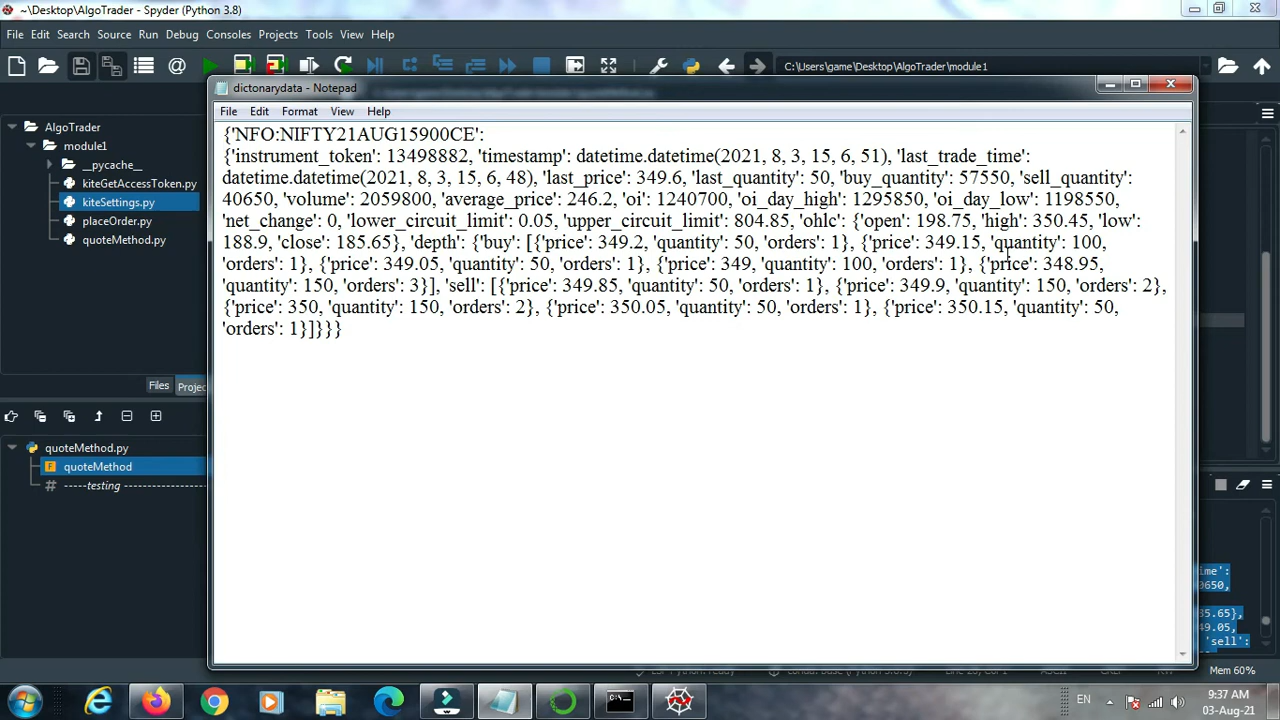 ~\Desktop\AlgoTrader - Spyder (Python 3.8)
File Edit Search Source Run Debug Consoles Projects Tools View Help
C:\Users\game\Desktop\AlgoTrader\module1
dictonarydata - Notepad
File Edit Format View Help
{'NFO:NIFTY21AUG15900CE':
{'instrument_token': 13498882, 'timestamp': datetime.datetime(2021, 8, 3, 15, 6, 51), 'last_trade_time':
datetime.datetime(2021, 8, 3, 15, 6, 48), 'last_price': 349.6, 'last_quantity': 50, 'buy_quantity': 57550, 'sell_quantity':
40650, 'volume': 2059800, 'average_price': 246.2, 'oi': 1240700, 'oi_day_high': 1295850, 'oi_day_low': 1198550,
'net_change': 0, 'lower_circuit_limit': 0.05, 'upper_circuit_limit': 804.85, 'ohlc': {'open': 198.75, 'high': 350.45, 'low':
188.9, 'close': 185.65}, 'depth': {'buy': [{'price': 349.2, 'quantity': 50, 'orders': 1}, {'price': 349.15, 'quantity': 100,
'orders': 1}, {'price': 349.05, 'quantity': 50, 'orders': 1}, {'price': 349, 'quantity': 100, 'orders': 1}, {'price': 348.95,
'quantity': 150, 'orders': 3}], 'sell': [{'price': 349.85, 'quantity': 50, 'orders': 1}, {'price': 349.9, 'quantity': 150, 'orders': 2},
{'price': 350, 'quantity': 150, 'orders': 2}, {'price': 350.05, 'quantity': 50, 'orders': 1}, {'price': 350.15, 'quantity': 50,
'orders': 1}]}}}
AlgoTrader
module1
__pycache__
kiteGetAccessToken.py
kiteSettings.py
placeOrder.py
quoteMethod.py
Files Projec
quoteMethod.py
quoteMethod
-----testing ------------------
ime':
0650,
35.65},
49.05,
'sell':
Mem 60%
EN
9:37 AM
03-Aug-21